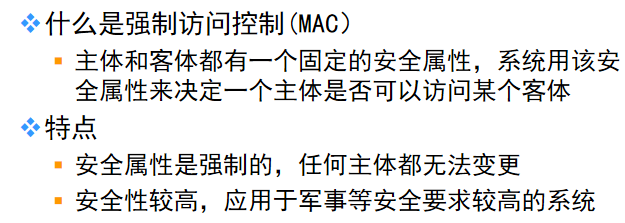 什么是强制访问控制(MAC)
主体和客体都有一个固定的安全属性，系统用该安
全属性来决定一个主体是否可以访问某个客体
特点
安全属性是强制的，任何主体都无法变更
安全性较高，应用于军事等安全要求较高的系统